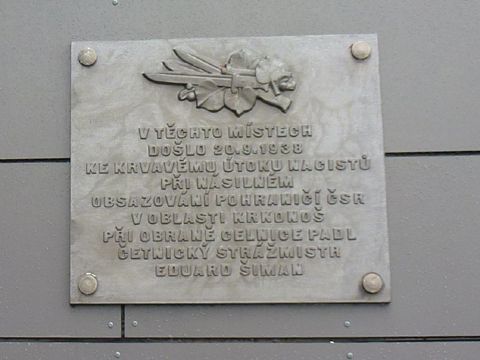 V TĚCHTO MÍSTECH
DOŠLO 20.9.1938
KE KRVAVÉMU ÚTOKU NACISTŮ
PŘI NÁSILNÉM
OBSAZOVÁNÍ POHRANIČÍ ČSR
V OBLASTI KRKONOŠ
PŘI OBRANĚ CELNICE PADL
ČETNICKÝ STRÁŽMISTR
EDUARD ŠIMAN